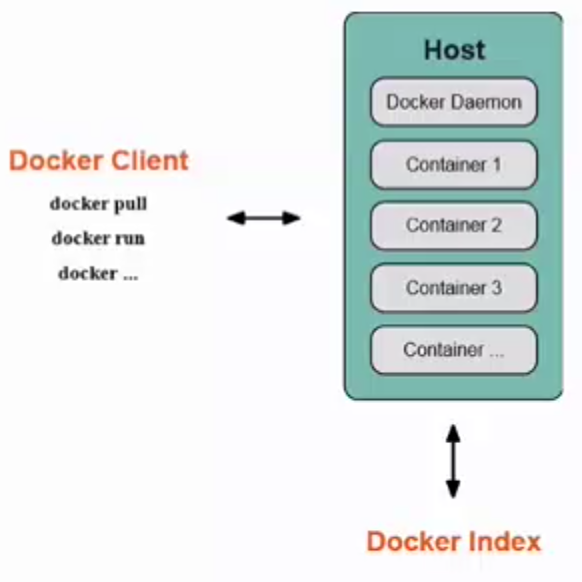 Docker Client
docker pull
docker run
docker ...
Host
Docker Daemon
Container 1
Container 2
Container 3
Container ...
Docker Index